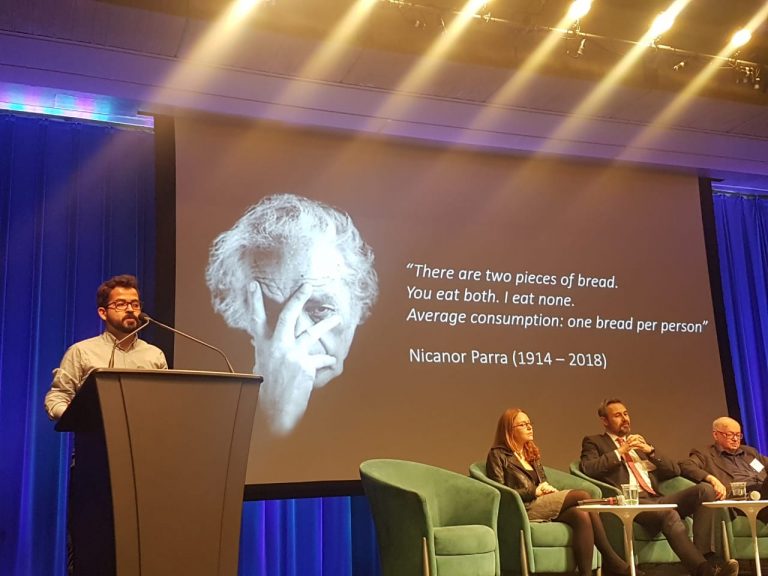 “There are two pieces of bread.
You eat both. I eat none.
Average consumption: one bread per person”
Nicanor Parra (1914 – 2018)